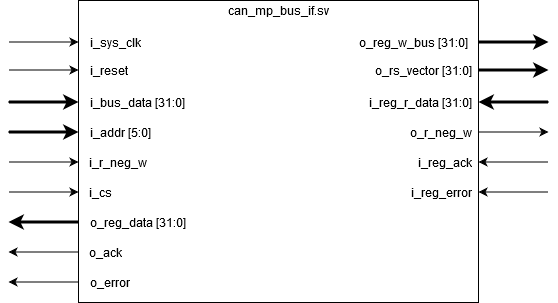 can_mp_bus_if.sv
i_sys_clk
i_reset
i_bus_data [31:0]
i_addr [5:0]
i_r_neg_w
i_cs
o_reg_data [31:0]
o_ack
o_error
o_reg_w_bus [31:0]
o_rs_vector [31:0]
i_reg_r_data [31:0]
o_r_neg_w
i_reg_ack
i_reg_error